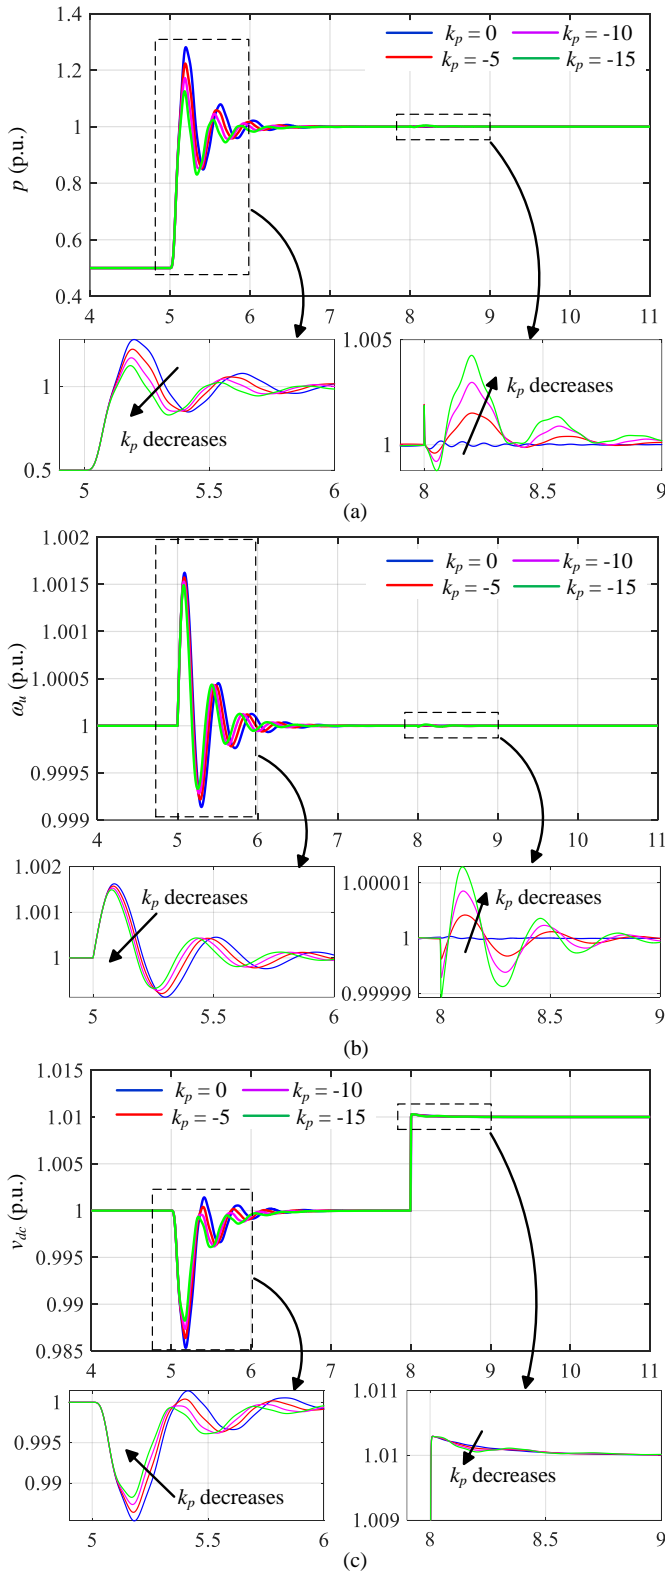 1.4
1.2
1
0.8
0.6
0.4
p (p.u.)
k_p = 0
k_p = -10
k_p = -5
k_p = -15
4 5 6 7 8 9 10 11
1
0.5
k_p decreases
5 5.5 6
1.005
1
k_p decreases
8 8.5 9
(a)
1.002
1.0015
1.001
1.0005
1
0.9995
0.999
ω_u (p.u.)
k_p = 0
k_p = -10
k_p = -5
k_p = -15
4 5 6 7 8 9 10 11
1.002
1.001
1
k_p decreases
5 5.5 6
1.00001
1
0.99999
k_p decreases
8 8.5 9
(b)
1.015
1.010
1.005
1
0.995
0.99
0.985
v_dc (p.u.)
k_p = 0
k_p = -10
k_p = -5
k_p = -15
4 5 6 7 8 9 10 11
1
0.995
0.99
k_p decreases
5 5.5 6
1.011
1.01
1.009
k_p decreases
8 8.5 9
(c)